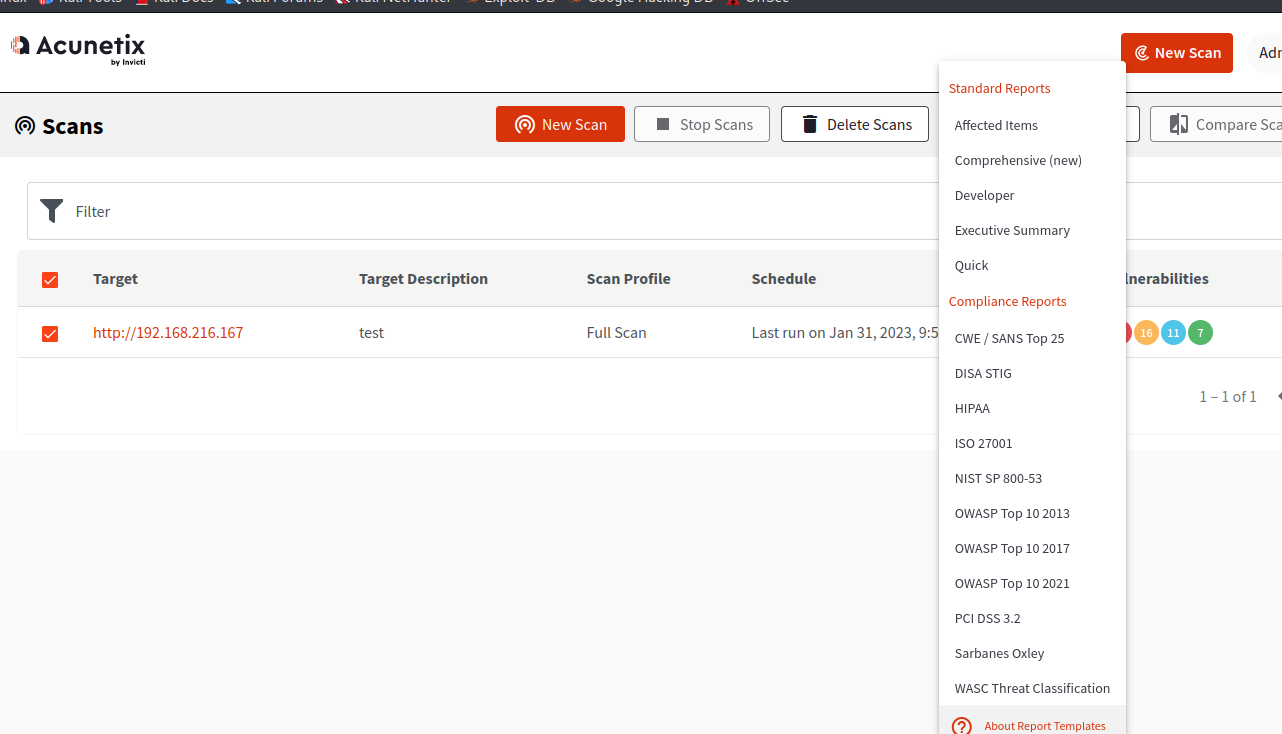 Kali Tools Kali Docs Kali Forums Kali NetHunter Exploit-DB Google Hacking DB OffSec
Acunetix
by Invicti
New Scan
Scans
New Scan
Stop Scans
Delete Scans
Compare
Filter
Target Target Description Scan Profile Schedule
http://192.168.216.167 test Full Scan Last run on Jan 31, 2023, 9:5
16 11 7
1 – 1 of 1
Standard Reports
Affected Items
Comprehensive (new)
Developer
Executive Summary
Quick
Compliance Reports
CWE / SANS Top 25
DISA STIG
HIPAA
ISO 27001
NIST SP 800-53
OWASP Top 10 2013
OWASP Top 10 2017
OWASP Top 10 2021
PCI DSS 3.2
Sarbanes Oxley
WASC Threat Classification
About Report Templates